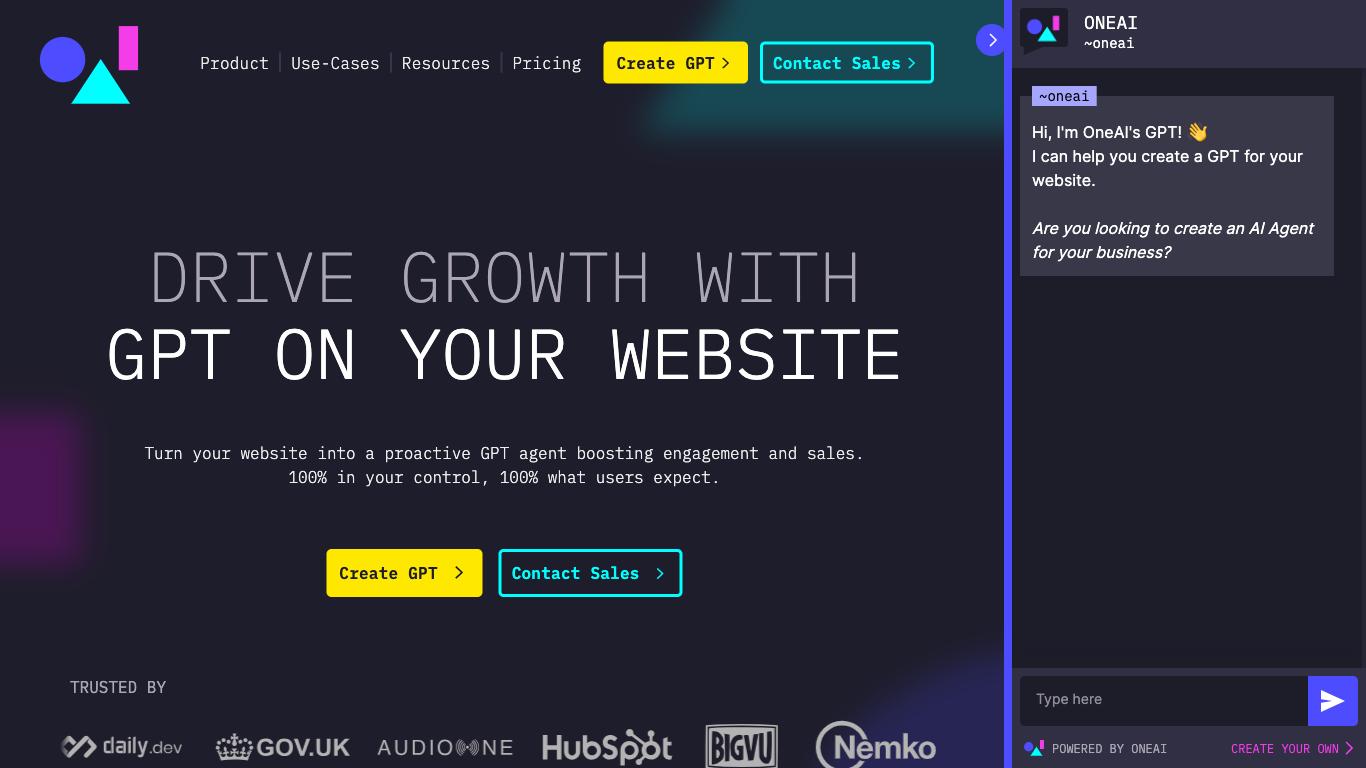 Product
Use-Cases
Resources
Pricing
Create GPT
Contact Sales
DRIVE GROWTH WITH
GPT ON YOUR WEBSITE
Turn your website into a proactive GPT agent boosting engagement and sales.
100% in your control, 100% what users expect.
Create GPT
Contact Sales
TRUSTED BY
daily.dev
GOV.UK
AUDIO ONE
HubSpot
BIGVU
Nemko
ONEAI
~oneai
~oneai
Hi, I'm OneAI's GPT! 👋
I can help you create a GPT for your
website.
Are you looking to create an AI Agent
for your business?
Type here
POWERED BY ONEAI
CREATE YOUR OWN